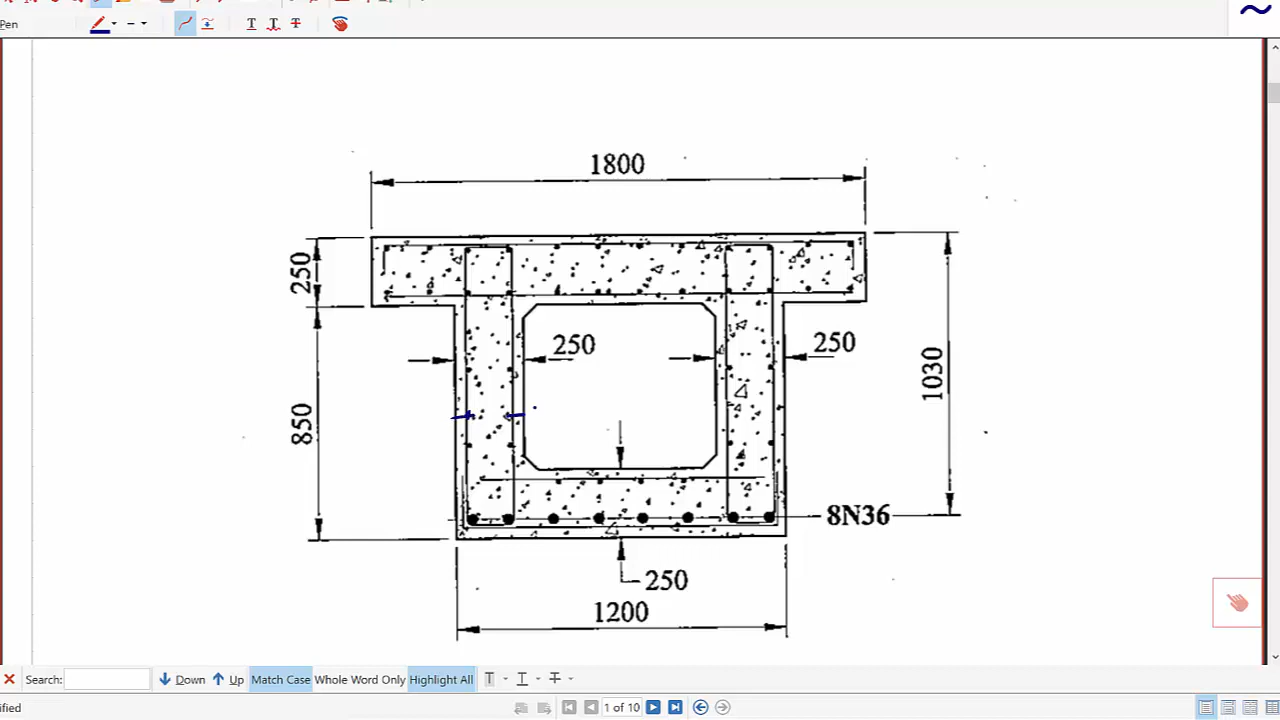 Pen
T T T
1800
250
250
250
850
1030
8N36
250
1200
Search: Down Up Match Case Whole Word Only Highlight All T T T
ified 1 of 10